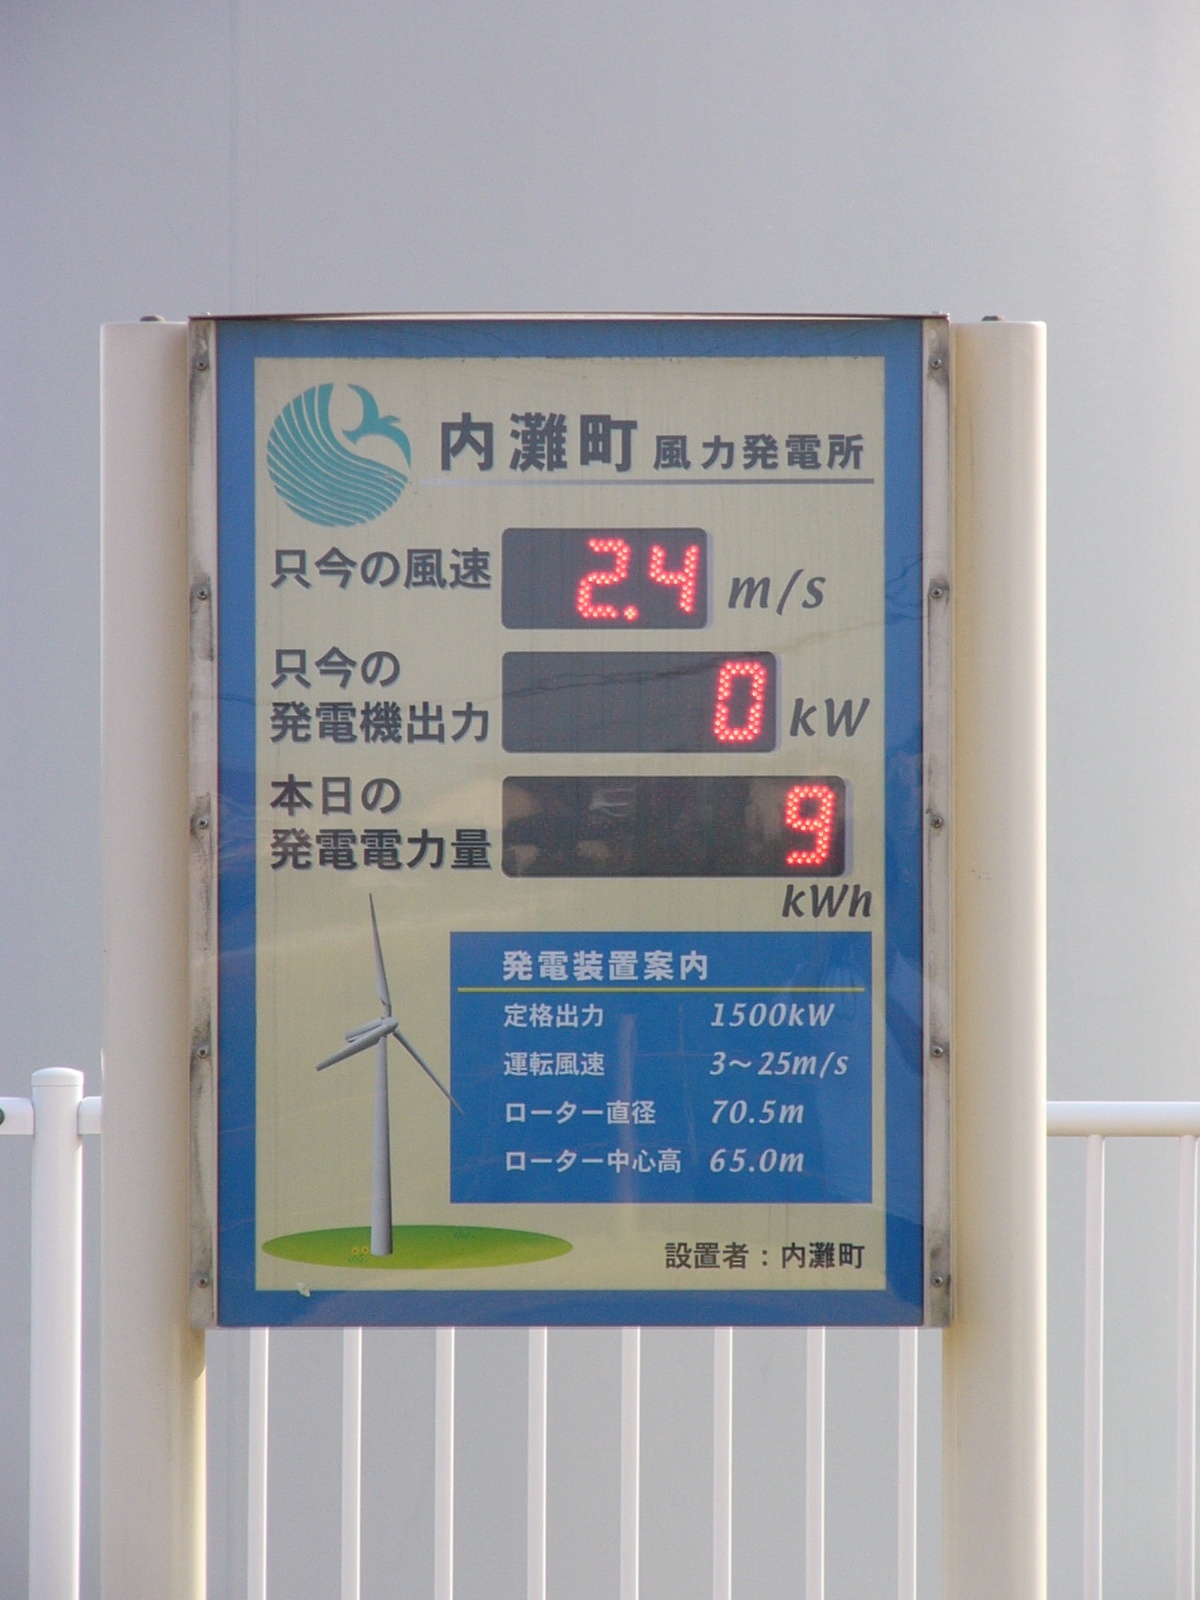 内灘町 風力発電所
只今の風速 2.4 m/s
只今の
発電機出力 0 kW
本日の
発電電力量 9
kWh
発電装置案内
定格出力 1500kW
運転風速 3～25m/s
ローター直径 70.5m
ローター中心高 65.0m
設置者：内灘町